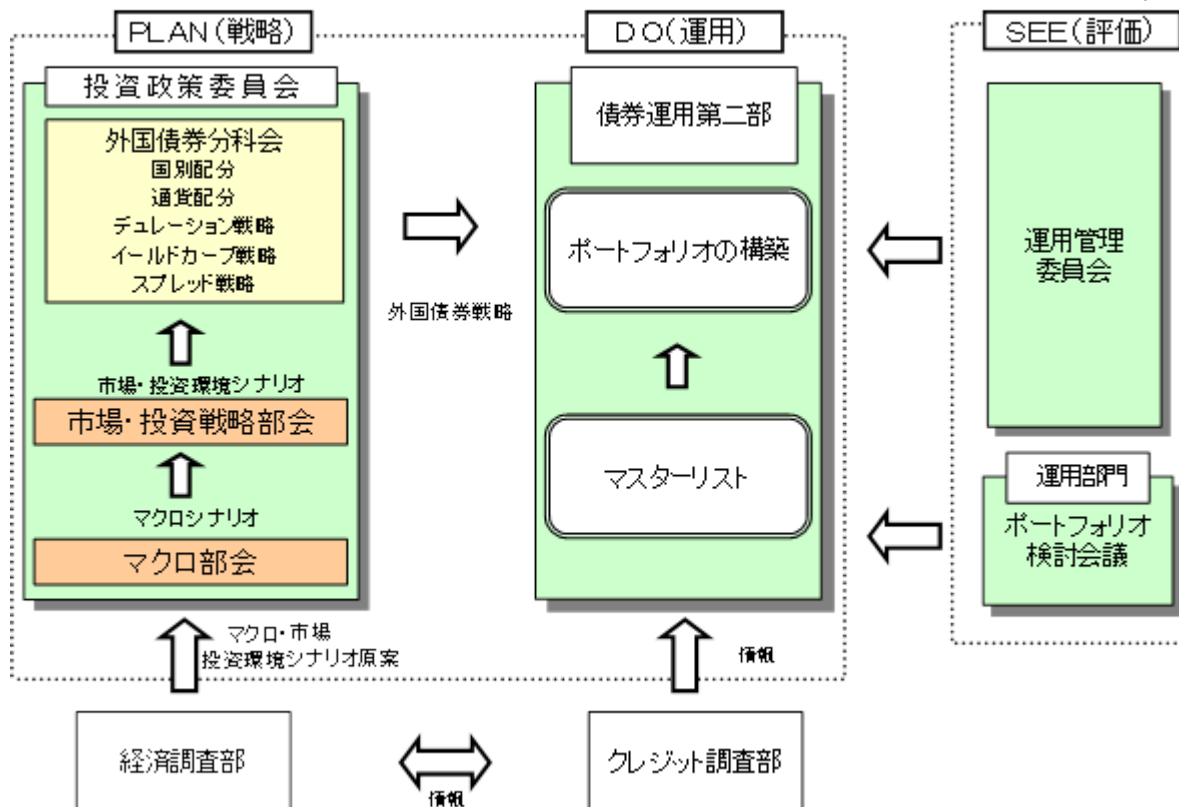 PLAN(戦略)
DO(運用)
SEE(評価)
投資政策委員会
外国債券分科会
国別配分
通貨配分
デュレーション戦略
イールドカーブ戦略
スプレッド戦略
市場・投資環境シナリオ
市場・投資戦略部会
マクロシナリオ
マクロ部会
マクロ・市場
投資環境シナリオ原案
経済調査部
外国債券戦略
債券運用第二部
ポートフォリオの構築
マスターリスト
情報
クレジット調査部
情報
運用管理
委員会
運用部門
ポートフォリオ
検討会議